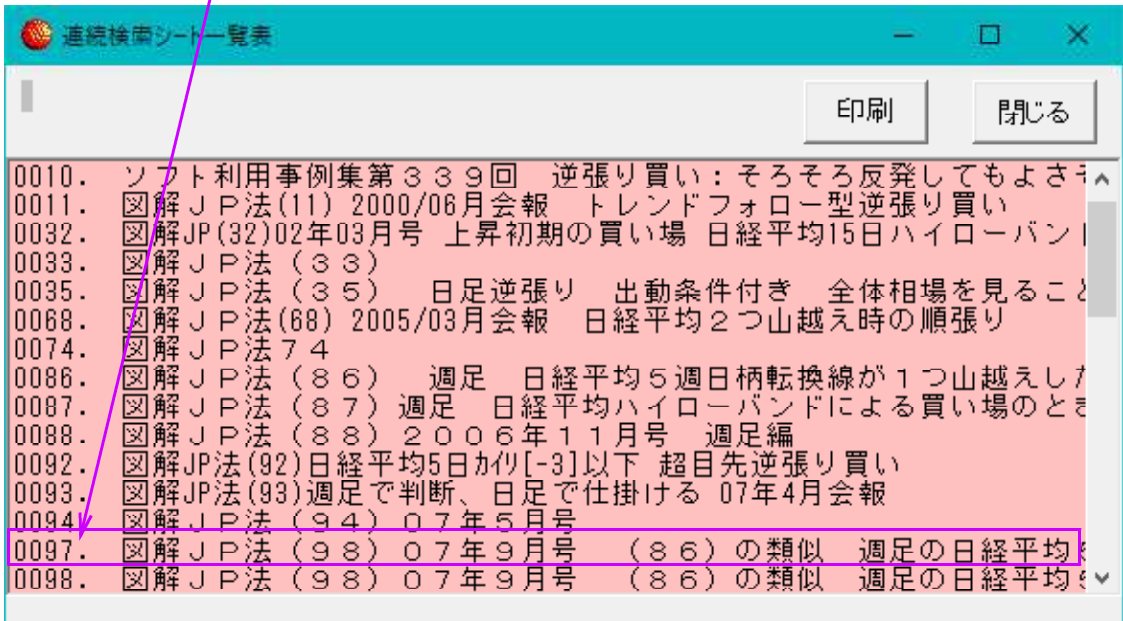 連続検索シート一覧表
印刷 閉じる
0010. ソフト利用事例集第３３９回 逆張り買い：そろそろ反発してもよさそ
0011. 図解ＪＰ法(11) 2000/06月会報 トレンドフォロー型逆張り買い
0032. 図解JP(32)02年03月号 上昇初期の買い場 日経平均15日ハイローバンド
0033. 図解ＪＰ法（３３）
0035. 図解ＪＰ法（３５） 日足逆張り 出動条件付き 全体相場を見ること
0068. 図解ＪＰ法(68) 2005/03月会報 日経平均２つ山越え時の順張り
0074. 図解ＪＰ法７４
0086. 図解ＪＰ法（８６） 週足 日経平均５週日柄転換線が１つ山越えした
0087. 図解ＪＰ法（８７）週足 日経平均ハイローバンドによる買い場のとき
0088. 図解ＪＰ法（８８）２００６年１１月号 週足編
0092. 図解JP法(92)日経平均5日ｶｲﾘ[-3]以下 超目先逆張り買い
0093. 図解JP法(93)週足で判断、日足で仕掛ける 07年4月会報
0094. 図解ＪＰ法（９４）０７年５月号
0097. 図解ＪＰ法（９８）０７年９月号 （８６）の類似 週足の日経平均
0098. 図解ＪＰ法（９８）０７年９月号 （８６）の類似 週足の日経平均